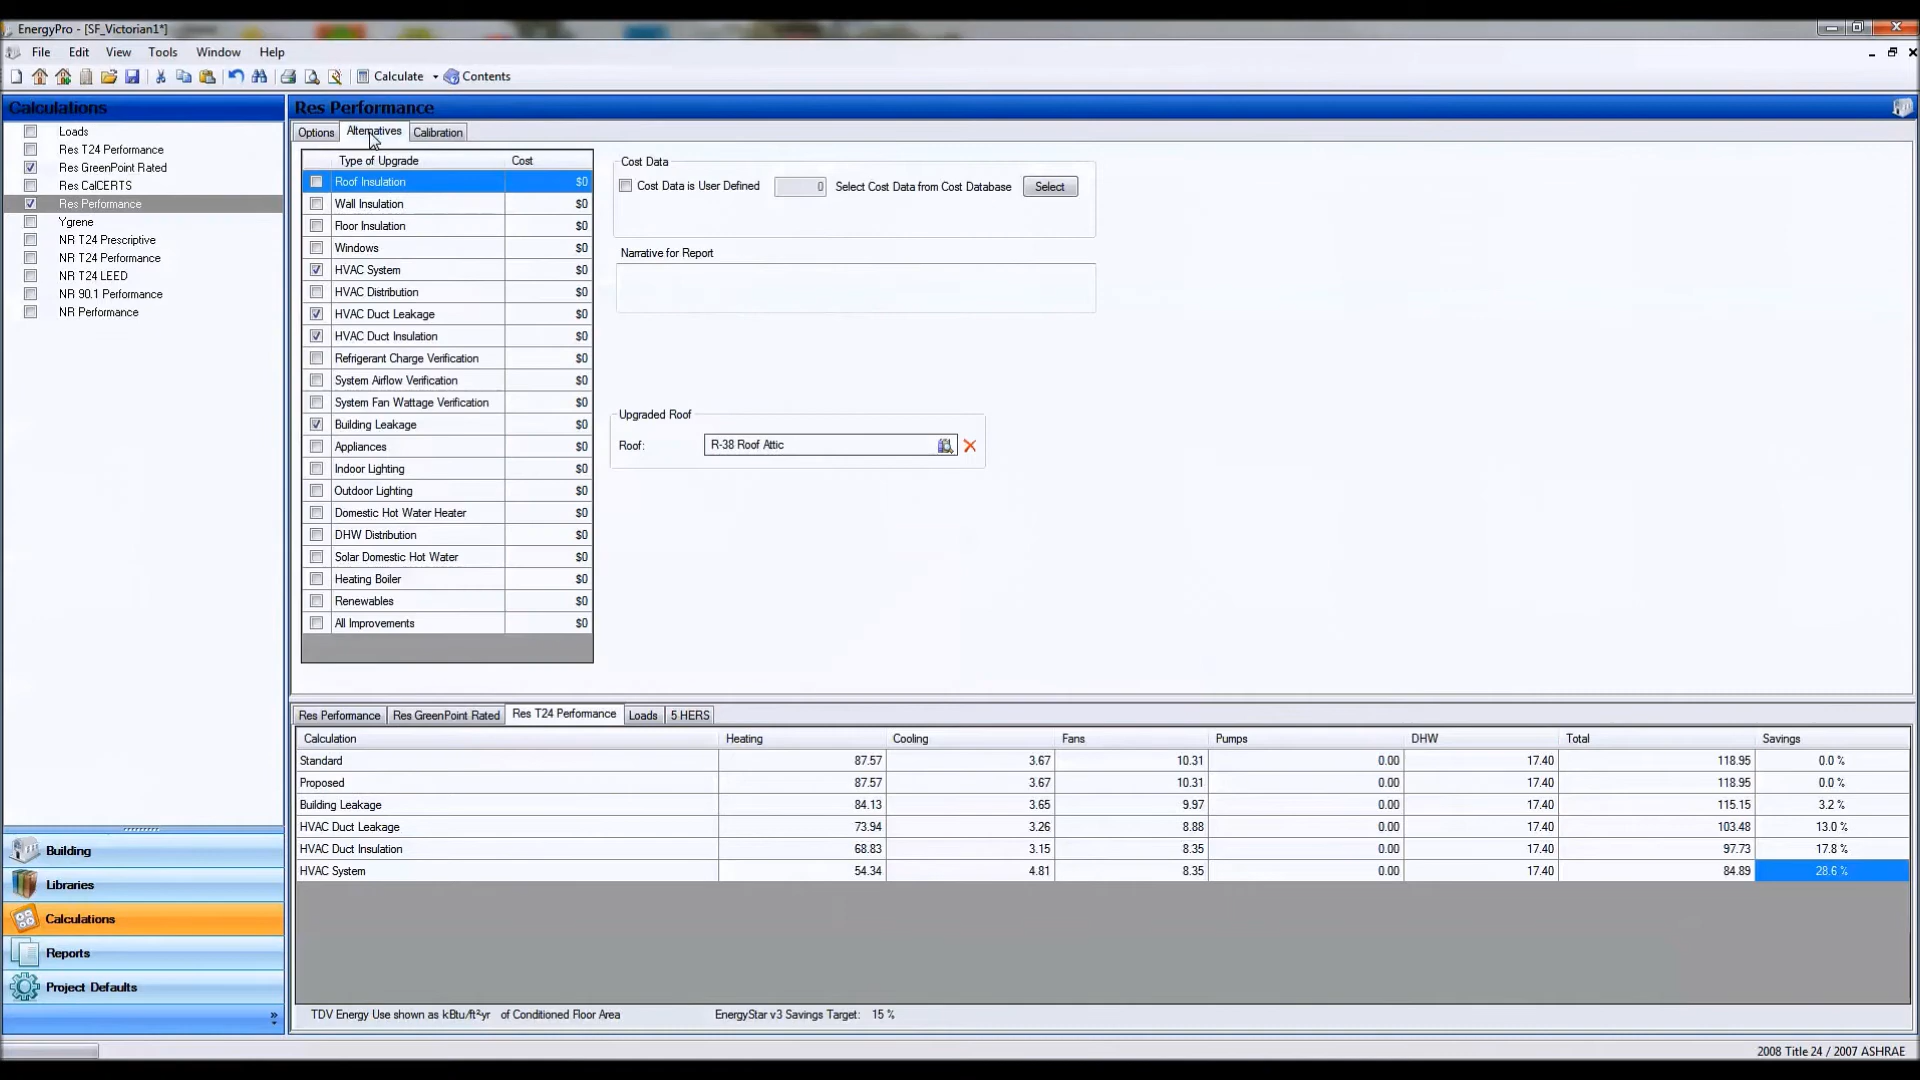 EnergyPro - [SF_Victorian1*]
File Edit View Tools Window Help
Calculate Contents
Calculations
Loads
Res T24 Performance
Res GreenPoint Rated
Res CalCERTS
Res Performance
Ygrene
NR T24 Prescriptive
NR T24 Performance
NR T24 LEED
NR 90.1 Performance
NR Performance
Building
Libraries
Calculations
Reports
Project Defaults
»
Res Performance
Options Alternatives Calibration
Type of Upgrade Cost
Roof Insulation $0
Wall Insulation $0
Floor Insulation $0
Windows $0
HVAC System $0
HVAC Distribution $0
HVAC Duct Leakage $0
HVAC Duct Insulation $0
Refrigerant Charge Verification $0
System Airflow Verification $0
System Fan Wattage Verification $0
Building Leakage $0
Appliances $0
Indoor Lighting $0
Outdoor Lighting $0
Domestic Hot Water Heater $0
DHW Distribution $0
Solar Domestic Hot Water $0
Heating Boiler $0
Renewables $0
All Improvements $0
Cost Data
Cost Data is User Defined 0 Select Cost Data from Cost Database Select
Narrative for Report
Upgraded Roof
Roof: R-38 Roof Attic
Res Performance Res GreenPoint Rated Res T24 Performance Loads 5 HERS
Calculation Heating Cooling Fans Pumps DHW Total Savings
Standard 87.57 3.67 10.31 0.00 17.40 118.95 0.0 %
Proposed 87.57 3.67 10.31 0.00 17.40 118.95 0.0 %
Building Leakage 84.13 3.65 9.97 0.00 17.40 115.15 3.2 %
HVAC Duct Leakage 73.94 3.26 8.88 0.00 17.40 103.48 13.0 %
HVAC Duct Insulation 68.83 3.15 8.35 0.00 17.40 97.73 17.8 %
HVAC System 54.34 4.81 8.35 0.00 17.40 84.89 28.6 %
TDV Energy Use shown as kBtu/ft²yr of Conditioned Floor Area EnergyStar v3 Savings Target: 15 %
2008 Title 24 / 2007 ASHRAE